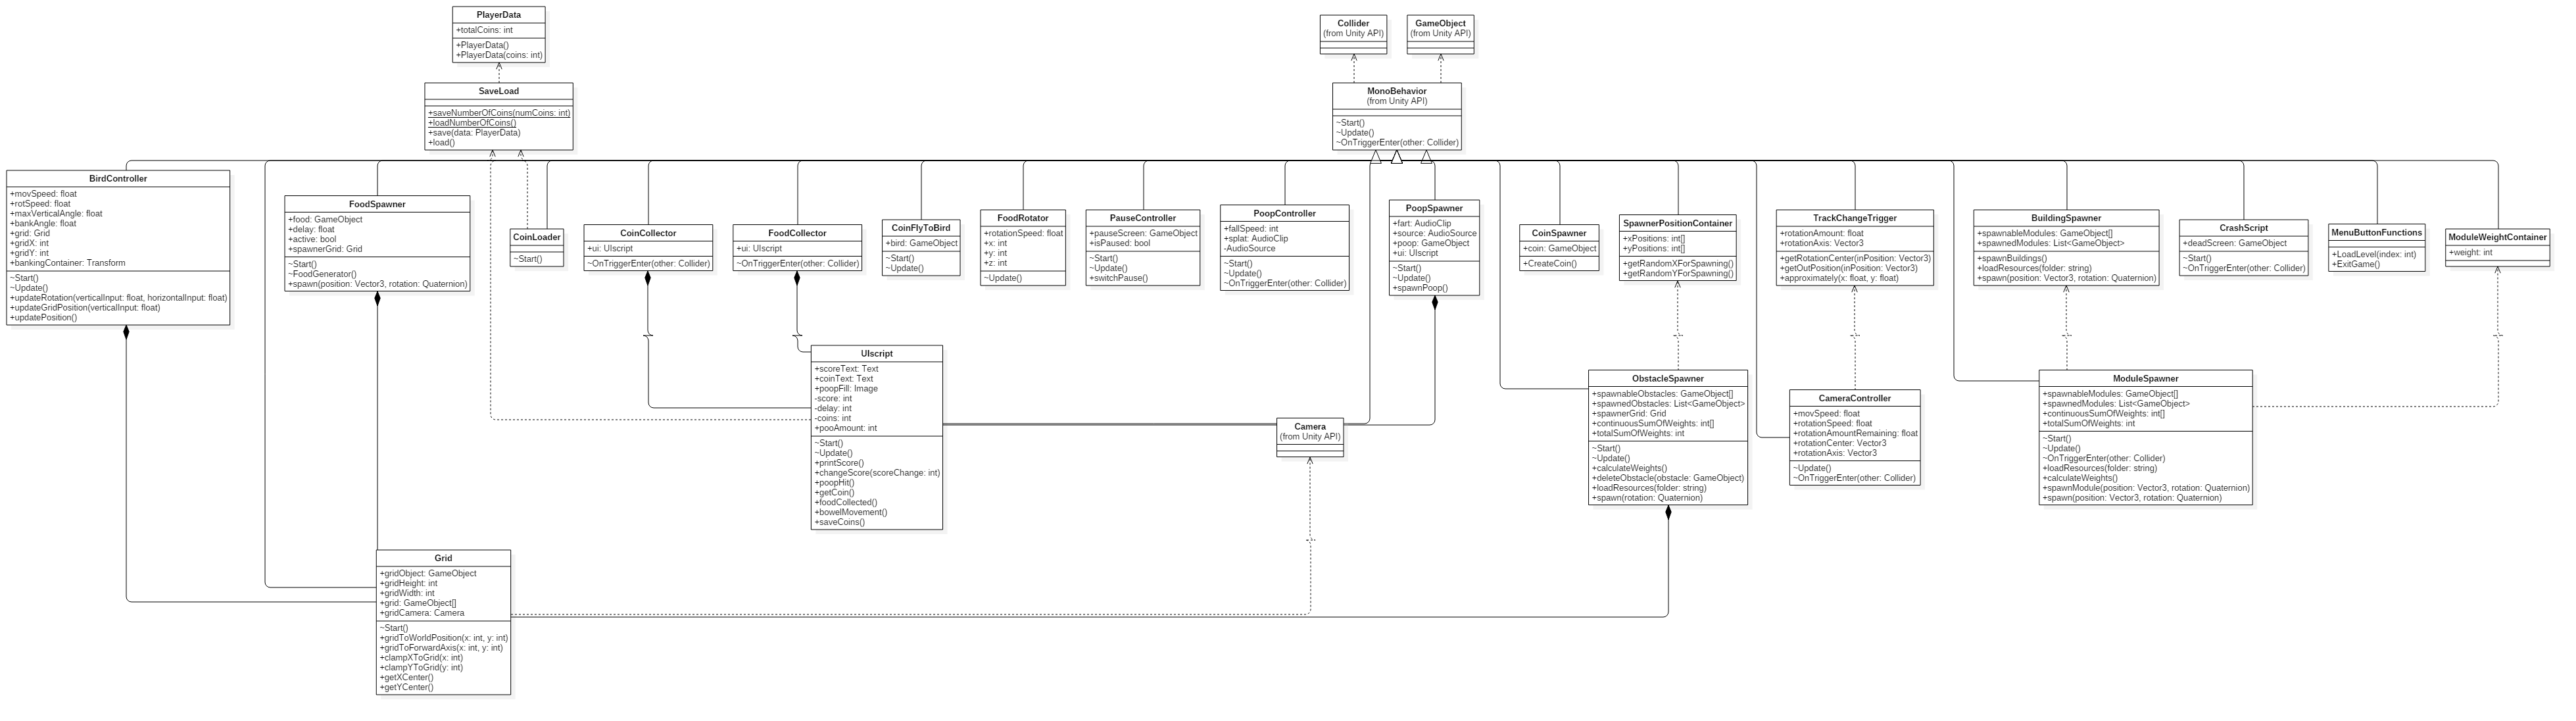 PlayerData
+totalCoins: int
+PlayerData()
+PlayerData(coins: int)
Collider
(from Unity API)
GameObject
(from Unity API)
SaveLoad
+saveNumberOfCoins(numCoins: int)
+loadNumberOfCoins()
+save(data: PlayerData)
+load()
MonoBehavior
(from Unity API)
~Start()
~Update()
~OnTriggerEnter(other: Collider)
BirdController
+movSpeed: float
+rotSpeed: float
+maxVerticalAngle: float
+bankAngle: float
+grid: Grid
+gridX: int
+gridY: int
+bankingContainer: Transform
~Start()
~Update()
+updateRotation(verticalInput: float, horizontalInput: float)
+updateGridPosition(verticalInput: float)
+updatePosition()
FoodSpawner
+food: GameObject
+delay: float
+active: bool
+spawnerGrid: Grid
~Start()
~FoodGenerator()
+spawn(position: Vector3, rotation: Quaternion)
CoinLoader
~Start()
CoinCollector
+ui: UIscript
~OnTriggerEnter(other: Collider)
FoodCollector
+ui: UIscript
~OnTriggerEnter(other: Collider)
CoinFlyToBird
+bird: GameObject
~Start()
~Update()
FoodRotator
+rotationSpeed: float
+x: int
+y: int
+z: int
~Update()
PauseController
+pauseScreen: GameObject
+isPaused: bool
~Start()
~Update()
+switchPause()
PoopController
+fallSpeed: int
+splat: AudioClip
-AudioSource
~Start()
~Update()
~OnTriggerEnter(other: Collider)
PoopSpawner
+fart: AudioClip
+source: AudioSource
+poop: GameObject
+ui: UIscript
~Start()
~Update()
+spawnPoop()
CoinSpawner
+coin: GameObject
+CreateCoin()
SpawnerPositionContainer
+xPositions: int[]
+yPositions: int[]
+getRandomXForSpawning()
+getRandomYForSpawning()
TrackChangeTrigger
+rotationAmount: float
+rotationAxis: Vector3
+getRotationCenter(inPosition: Vector3)
+getOutPosition(inPosition: Vector3)
+approximately(x: float, y: float)
BuildingSpawner
+spawnableModules: GameObject[]
+spawnedModules: List<GameObject>
+spawnBuildings()
+loadResources(folder: string)
+spawn(position: Vector3, rotation: Quaternion)
CrashScript
+deadScreen: GameObject
~Start()
~OnTriggerEnter(other: Collider)
MenuButtonFunctions
+LoadLevel(index: int)
+ExitGame()
ModuleWeightContainer
+weight: int
UIscript
+scoreText: Text
+coinText: Text
+poopFill: Image
-score: int
-delay: int
-coins: int
+pooAmount: int
~Start()
~Update()
+printScore()
+changeScore(scoreChange: int)
+poopHit()
+getCoin()
+foodCollected()
+bowelMovement()
+saveCoins()
Camera
(from Unity API)
ObstacleSpawner
+spawnableObstacles: GameObject[]
+spawnedObstacles: List<GameObject>
+spawnerGrid: Grid
+continuousSumOfWeights: int[]
+totalSumOfWeights: int
~Start()
~Update()
+calculateWeights()
+deleteObstacle(obstacle: GameObject)
+loadResources(folder: string)
+spawn(rotation: Quaternion)
CameraController
+movSpeed: float
+rotationSpeed: float
+rotationAmountRemaining: float
+rotationCenter: Vector3
+rotationAxis: Vector3
~Update()
~OnTriggerEnter(other: Collider)
ModuleSpawner
+spawnableModules: GameObject[]
+spawnedModules: List<GameObject>
+continuousSumOfWeights: int[]
+totalSumOfWeights: int
~Start()
~Update()
~OnTriggerEnter(other: Collider)
+loadResources(folder: string)
+calculateWeights()
+spawnModule(position: Vector3, rotation: Quaternion)
+spawn(position: Vector3, rotation: Quaternion)
Grid
+gridObject: GameObject
+gridHeight: int
+gridWidth: int
+grid: GameObject[]
+gridCamera: Camera
~Start()
+gridToWorldPosition(x: int, y: int)
+gridToForwardAxis(x: int, y: int)
+clampXToGrid(x: int)
+clampYToGrid(y: int)
+getXCenter()
+getYCenter()